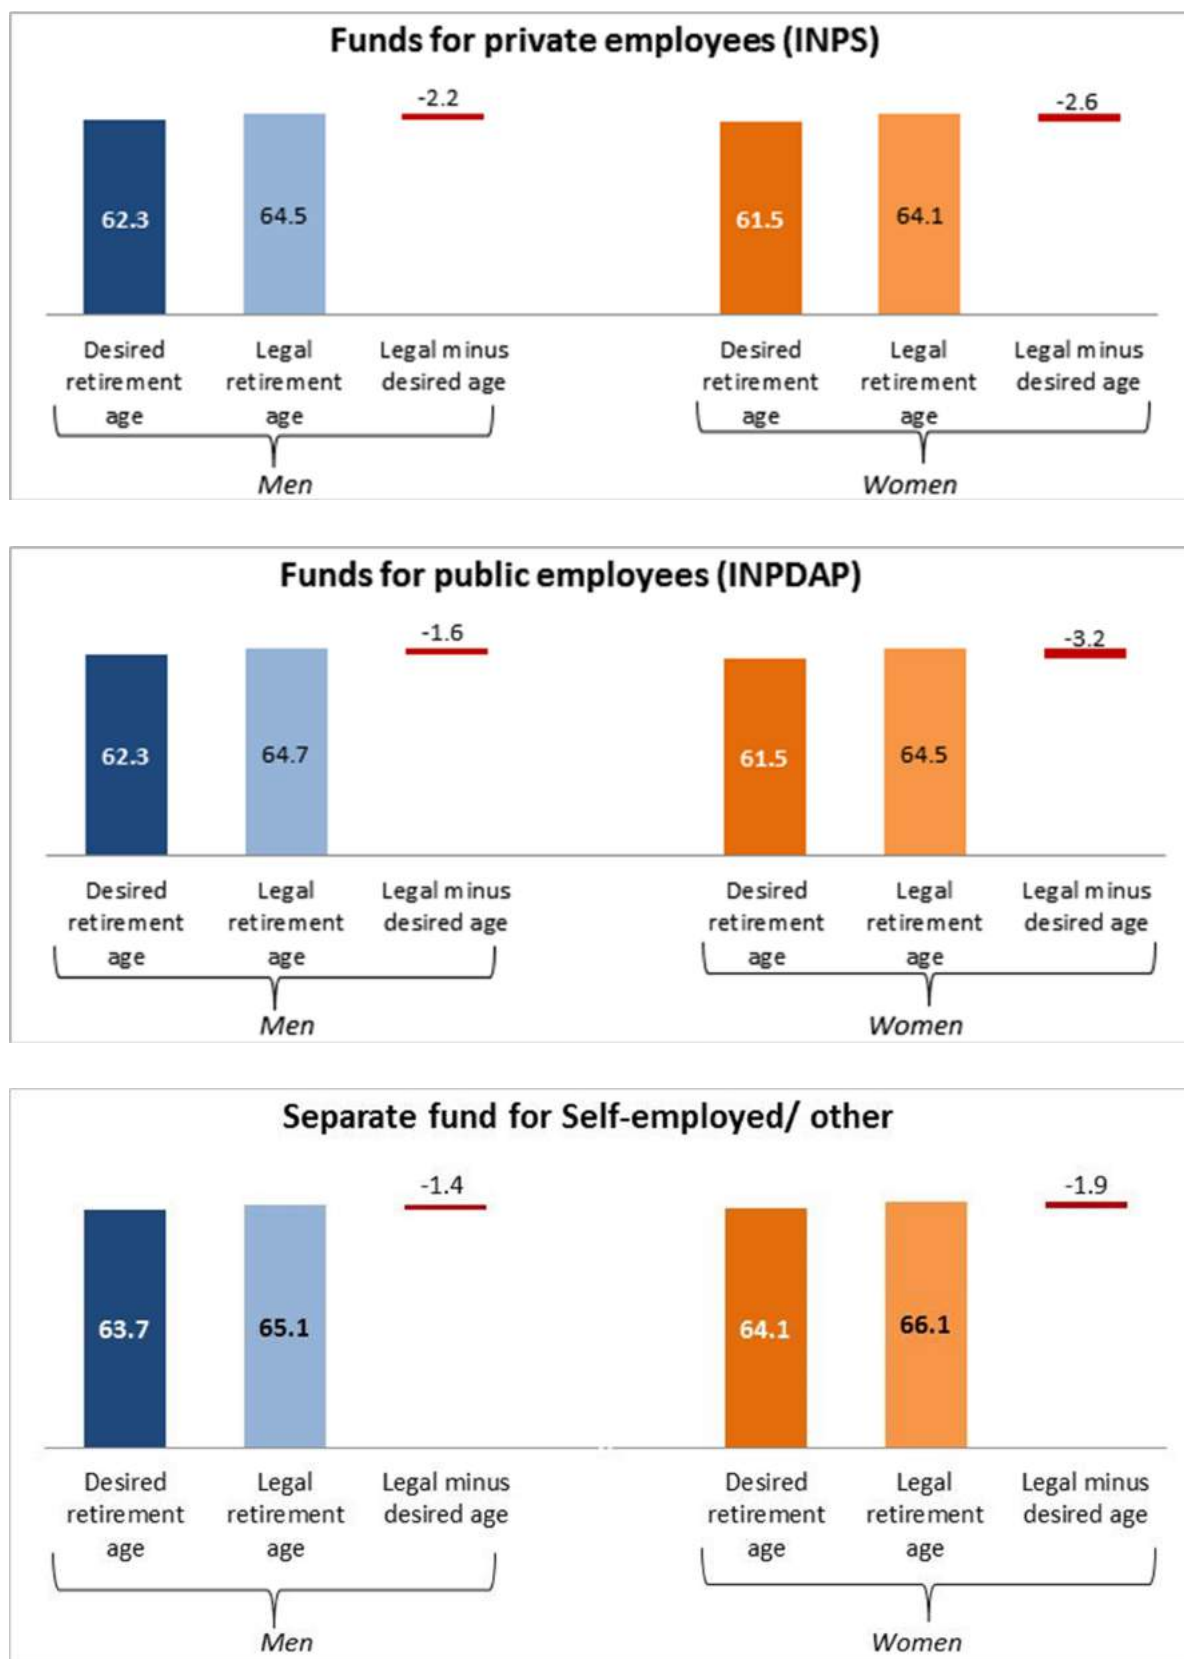 Funds for private employees (INPS)
-2.2
-2.6
62.3
64.5
61.5
64.1
Desired Legal Legal minus Desired Legal Legal minus
retirement retirement desired age retirement retirement desired age
age age age age
Men Women
Funds for public employees (INPDAP)
-1.6
-3.2
62.3
64.7
61.5
64.5
Desired Legal Legal minus Desired Legal Legal minus
retirement retirement desired age retirement retirement desired age
age age age age
Men Women
Separate fund for Self-employed/ other
-1.4
-1.9
63.7
65.1
64.1
66.1
Desired Legal Legal minus Desired Legal Legal minus
retirement retirement desired age retirement retirement desired age
age age age age
Men Women